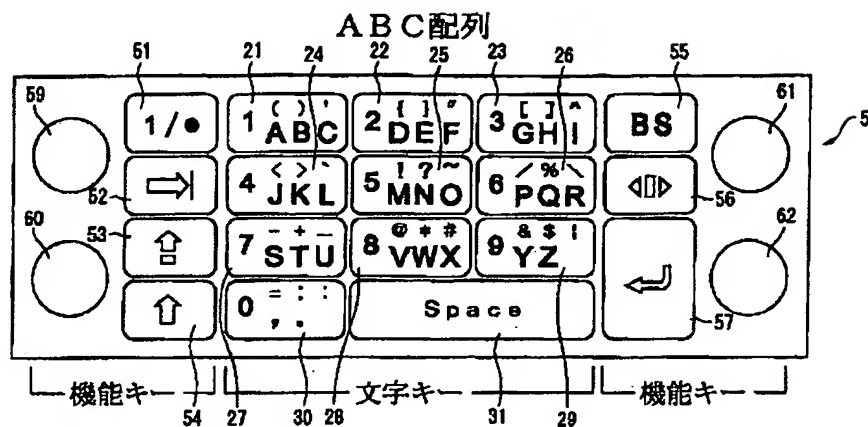 ABC配列
51 21 24 22 25 23 26 55
59 61 5
1/● 1 ( ) ' ABC 2 { } " DEF 3 [ ] ^ GHI BS
52 4 < > ` JKL 5 ! ? ~ MNO 6 / % \ PQR 56
60 53 62
7 - + _ STU 8 @ * # VWX 9 & $ | YZ
0 = : ; , . Space 57
機能キー 文字キー 機能キー
54 27 30 28 31 29